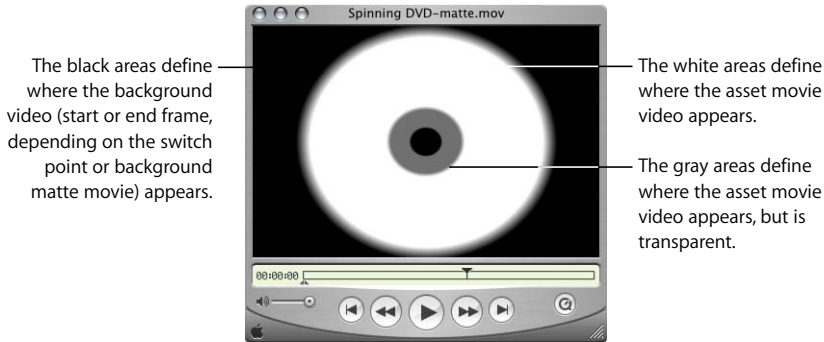 Spinning DVD-matte.mov
The black areas define
where the background
video (start or end frame,
depending on the switch
point or background
matte movie) appears.
The white areas define
where the asset movie
video appears.
The gray areas define
where the asset movie
video appears, but is
transparent.
00:00:00